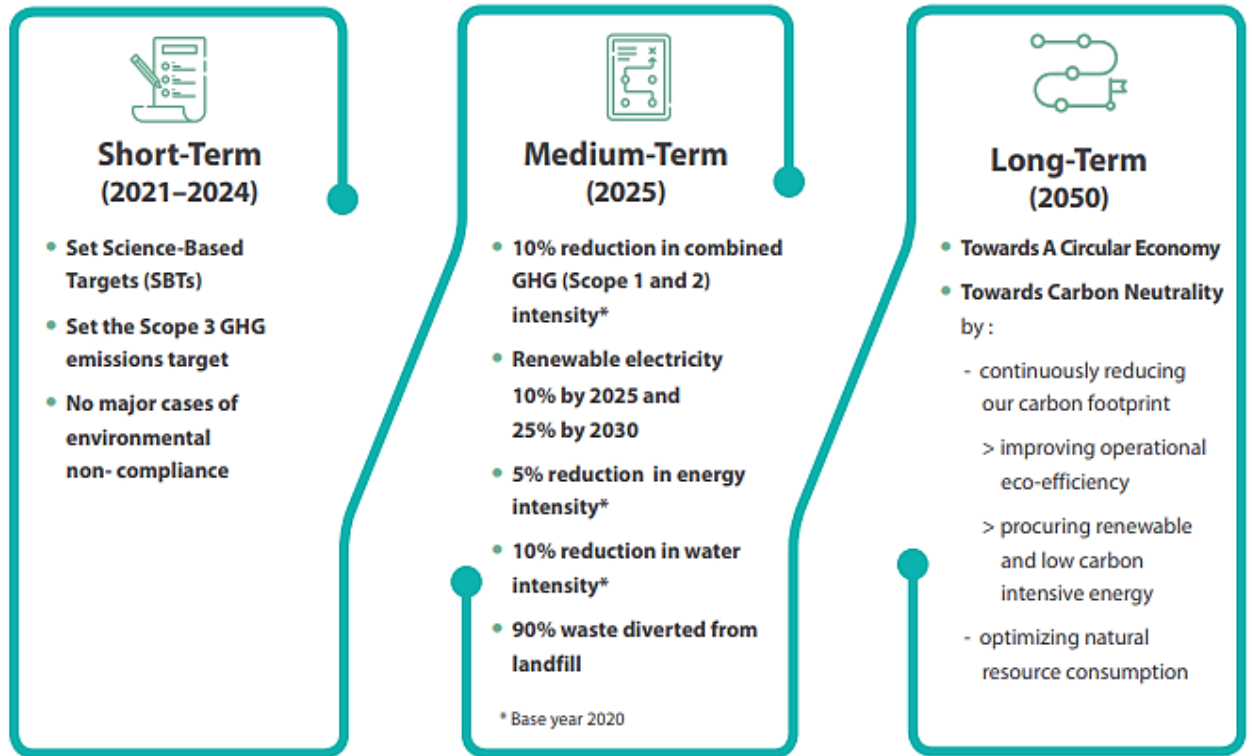 Short-Term
(2021–2024)
• Set Science-Based
Targets (SBTs)
• Set the Scope 3 GHG
emissions target
• No major cases of
environmental
non- compliance
Medium-Term
(2025)
• 10% reduction in combined
GHG (Scope 1 and 2)
intensity*
• Renewable electricity
10% by 2025 and
25% by 2030
• 5% reduction in energy
intensity*
• 10% reduction in water
intensity*
• 90% waste diverted from
landfill
* Base year 2020
Long-Term
(2050)
• Towards A Circular Economy
• Towards Carbon Neutrality
by :
- continuously reducing
our carbon footprint
> improving operational
eco-efficiency
> procuring renewable
and low carbon
intensive energy
- optimizing natural
resource consumption